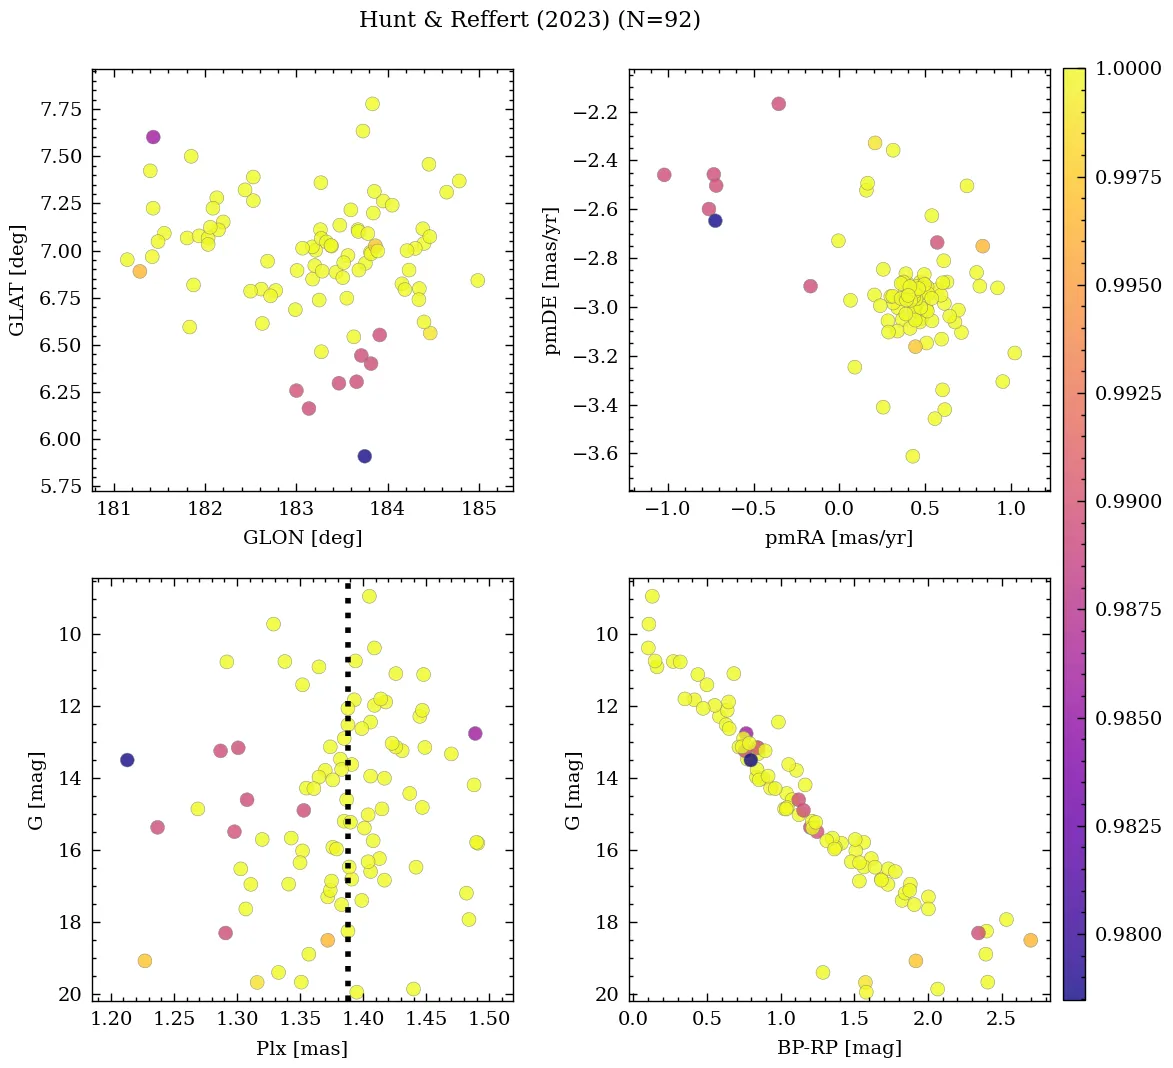 Hunt & Reffert (2023) (N=92)
7.75
7.50
7.25
7.00
6.75
6.50
6.25
6.00
5.75
GLAT [deg]
181 182 183 184 185
GLON [deg]
−2.2
−2.4
−2.6
−2.8
−3.0
−3.2
−3.4
−3.6
pmDE [mas/yr]
−1.0 −0.5 0.0 0.5 1.0
pmRA [mas/yr]
10
12
14
16
18
20
G [mag]
1.20 1.25 1.30 1.35 1.40 1.45 1.50
Plx [mas]
10
12
14
16
18
20
G [mag]
0.0 0.5 1.0 1.5 2.0 2.5
BP-RP [mag]
1.0000
0.9975
0.9950
0.9925
0.9900
0.9875
0.9850
0.9825
0.9800